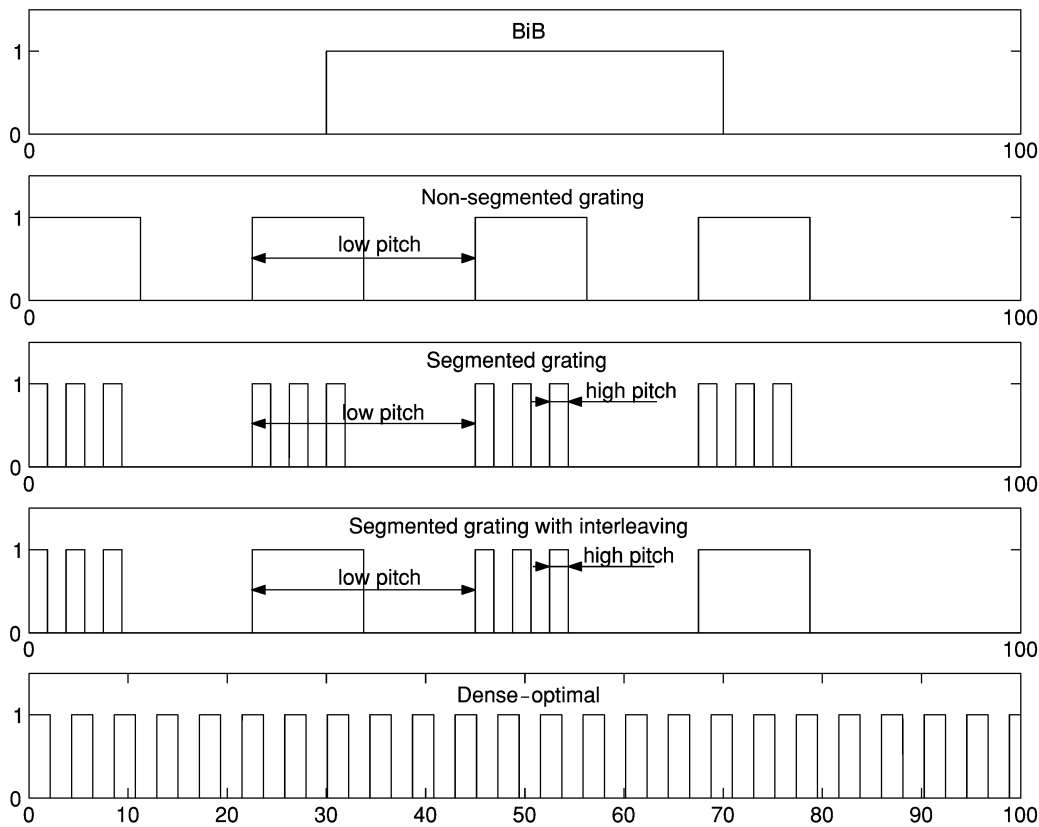 BiB
1
0
0 100
Non-segmented grating
1
low pitch
0
0 100
Segmented grating
1
high pitch
low pitch
0
0 100
Segmented grating with interleaving
1
high pitch
low pitch
0
0 100
Dense-optimal
1
0
0 10 20 30 40 50 60 70 80 90 100